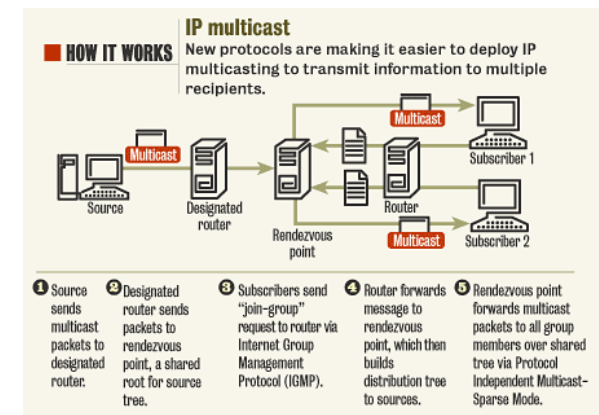 IP multicast
HOW IT WORKS
New protocols are making it easier to deploy IP
multicasting to transmit information to multiple
recipients.
Multicast
Multicast
Source
Designated
router
Rendezvous
point
Router
Subscriber 1
Multicast
Subscriber 2
1 Source
sends
multicast
packets to
designated
router.
2 Designated
router sends
packets to
rendezvous
point, a shared
root for source
tree.
3 Subscribers send
"join-group"
request to router via
Internet Group
Management
Protocol (IGMP).
4 Router forwards
message to
rendezvous
point, which then
builds
distribution tree
to sources.
5 Rendezvous point
forwards multicast
packets to all group
members over shared
tree via Protocol
Independent Multicast-
Sparse Mode.